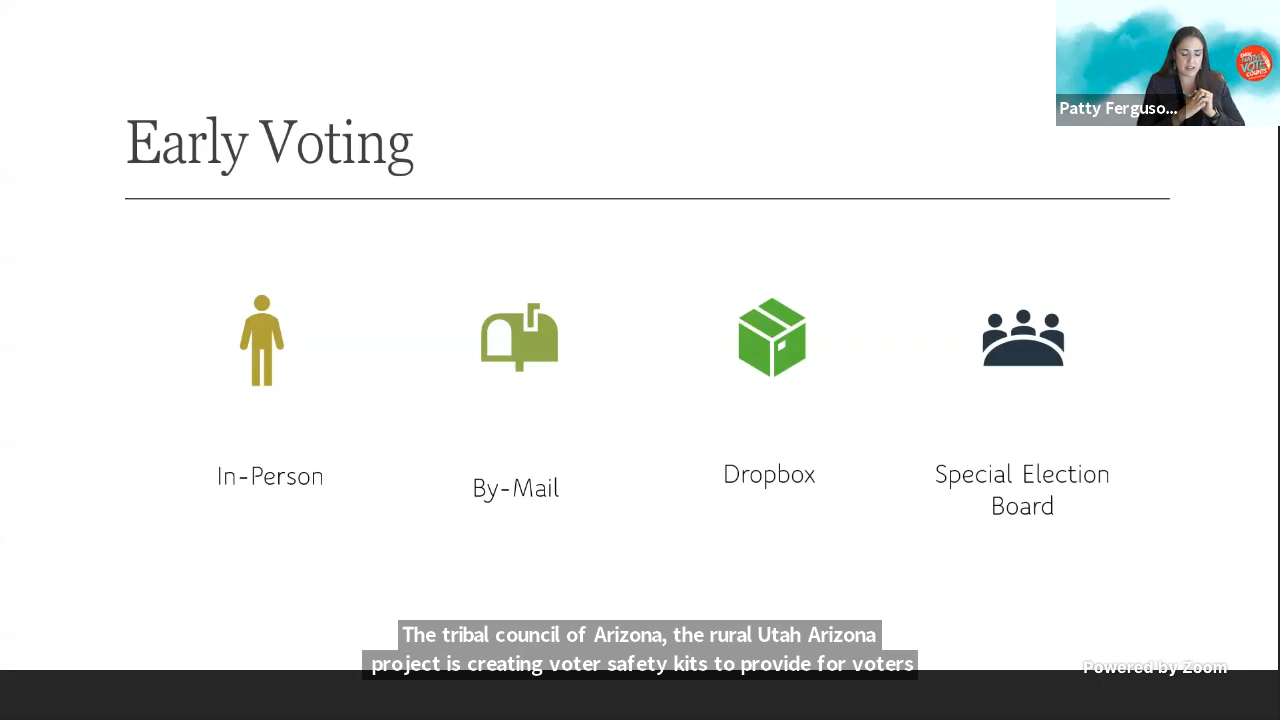 Patty Ferguso...
VOTE
Early Voting
In-Person
By-Mail
Dropbox
Special Election
Board
The tribal council of Arizona, the rural Utah Arizona
project is creating voter safety kits to provide for voters
Powered by Zoom